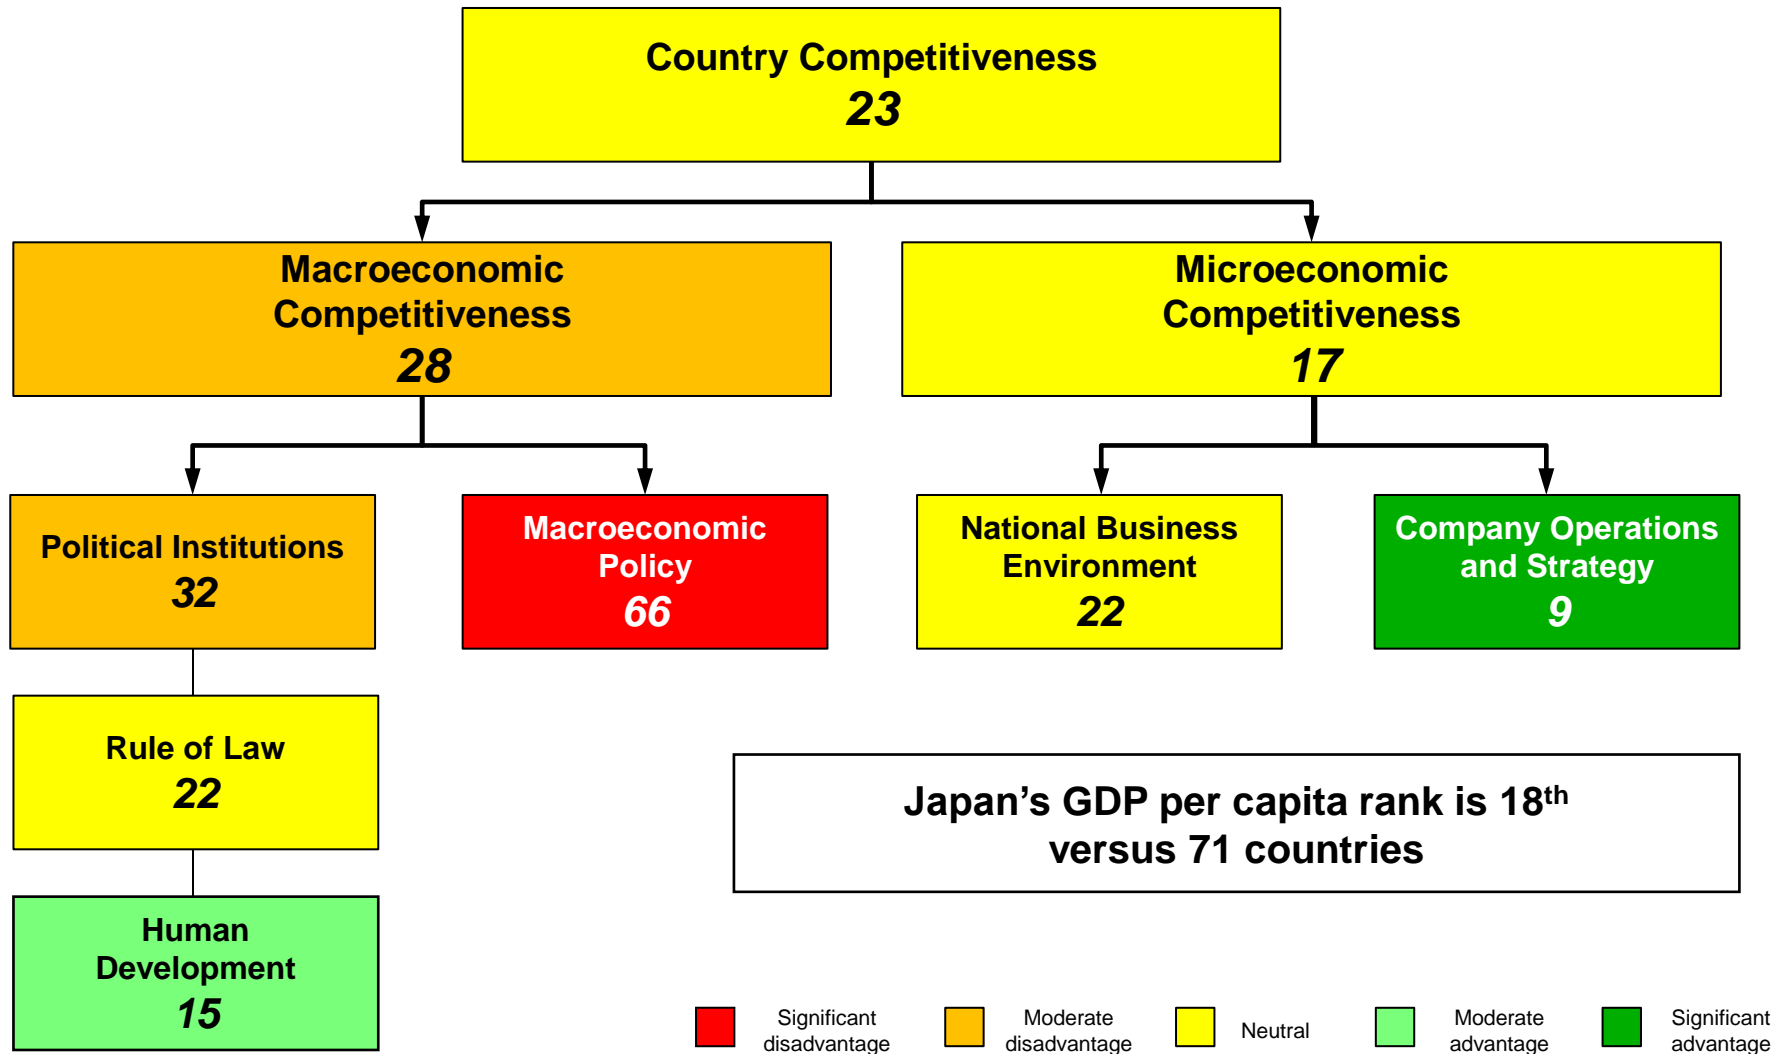 Country Competitiveness
23
Macroeconomic
Competitiveness
28
Microeconomic
Competitiveness
17
Political Institutions
32
Macroeconomic
Policy
66
National Business
Environment
22
Company Operations
and Strategy
9
Rule of Law
22
Human
Development
15
Japan’s GDP per capita rank is 18th
versus 71 countries
Significant
disadvantage
Moderate
disadvantage
Neutral
Moderate
advantage
Significant
advantage